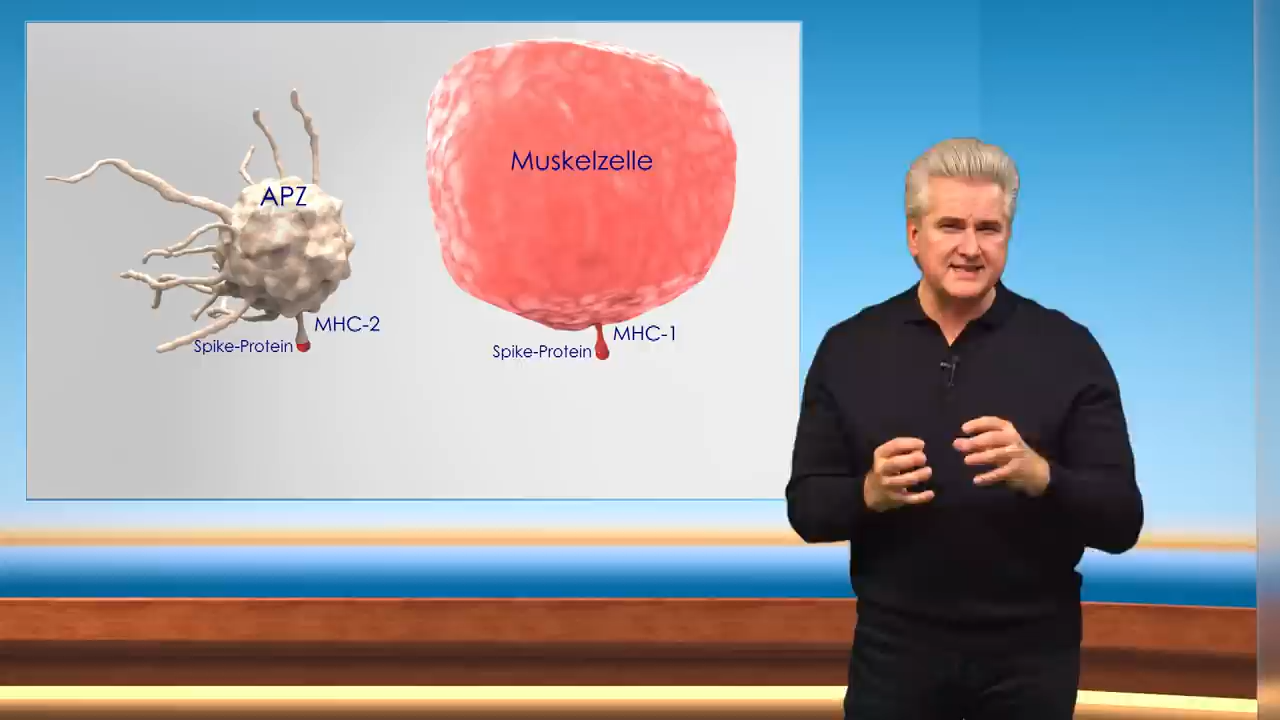 APZ
MHC-2
Spike-Protein
Muskelzelle
MHC-1
Spike-Protein